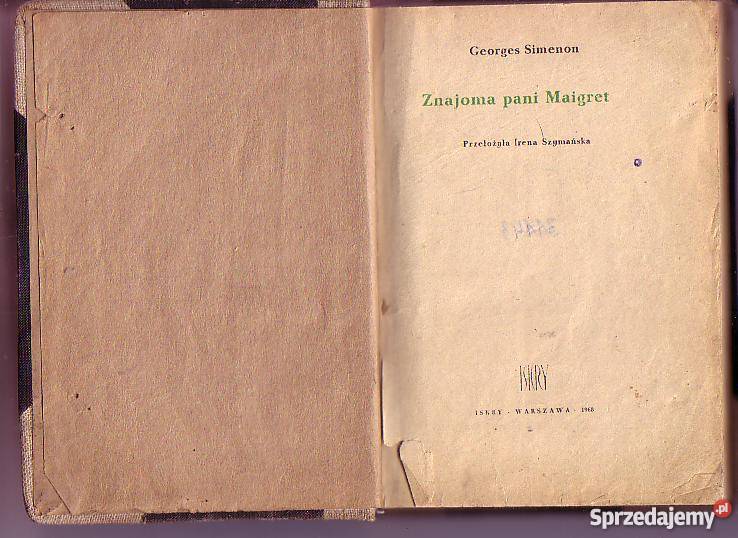 Georges Simenon
Znajoma pani Maigret
Przełożyła Irena Szymańska
ISKRY
ISKRY · WARSZAWA · 1968
Sprzedajemy.pl